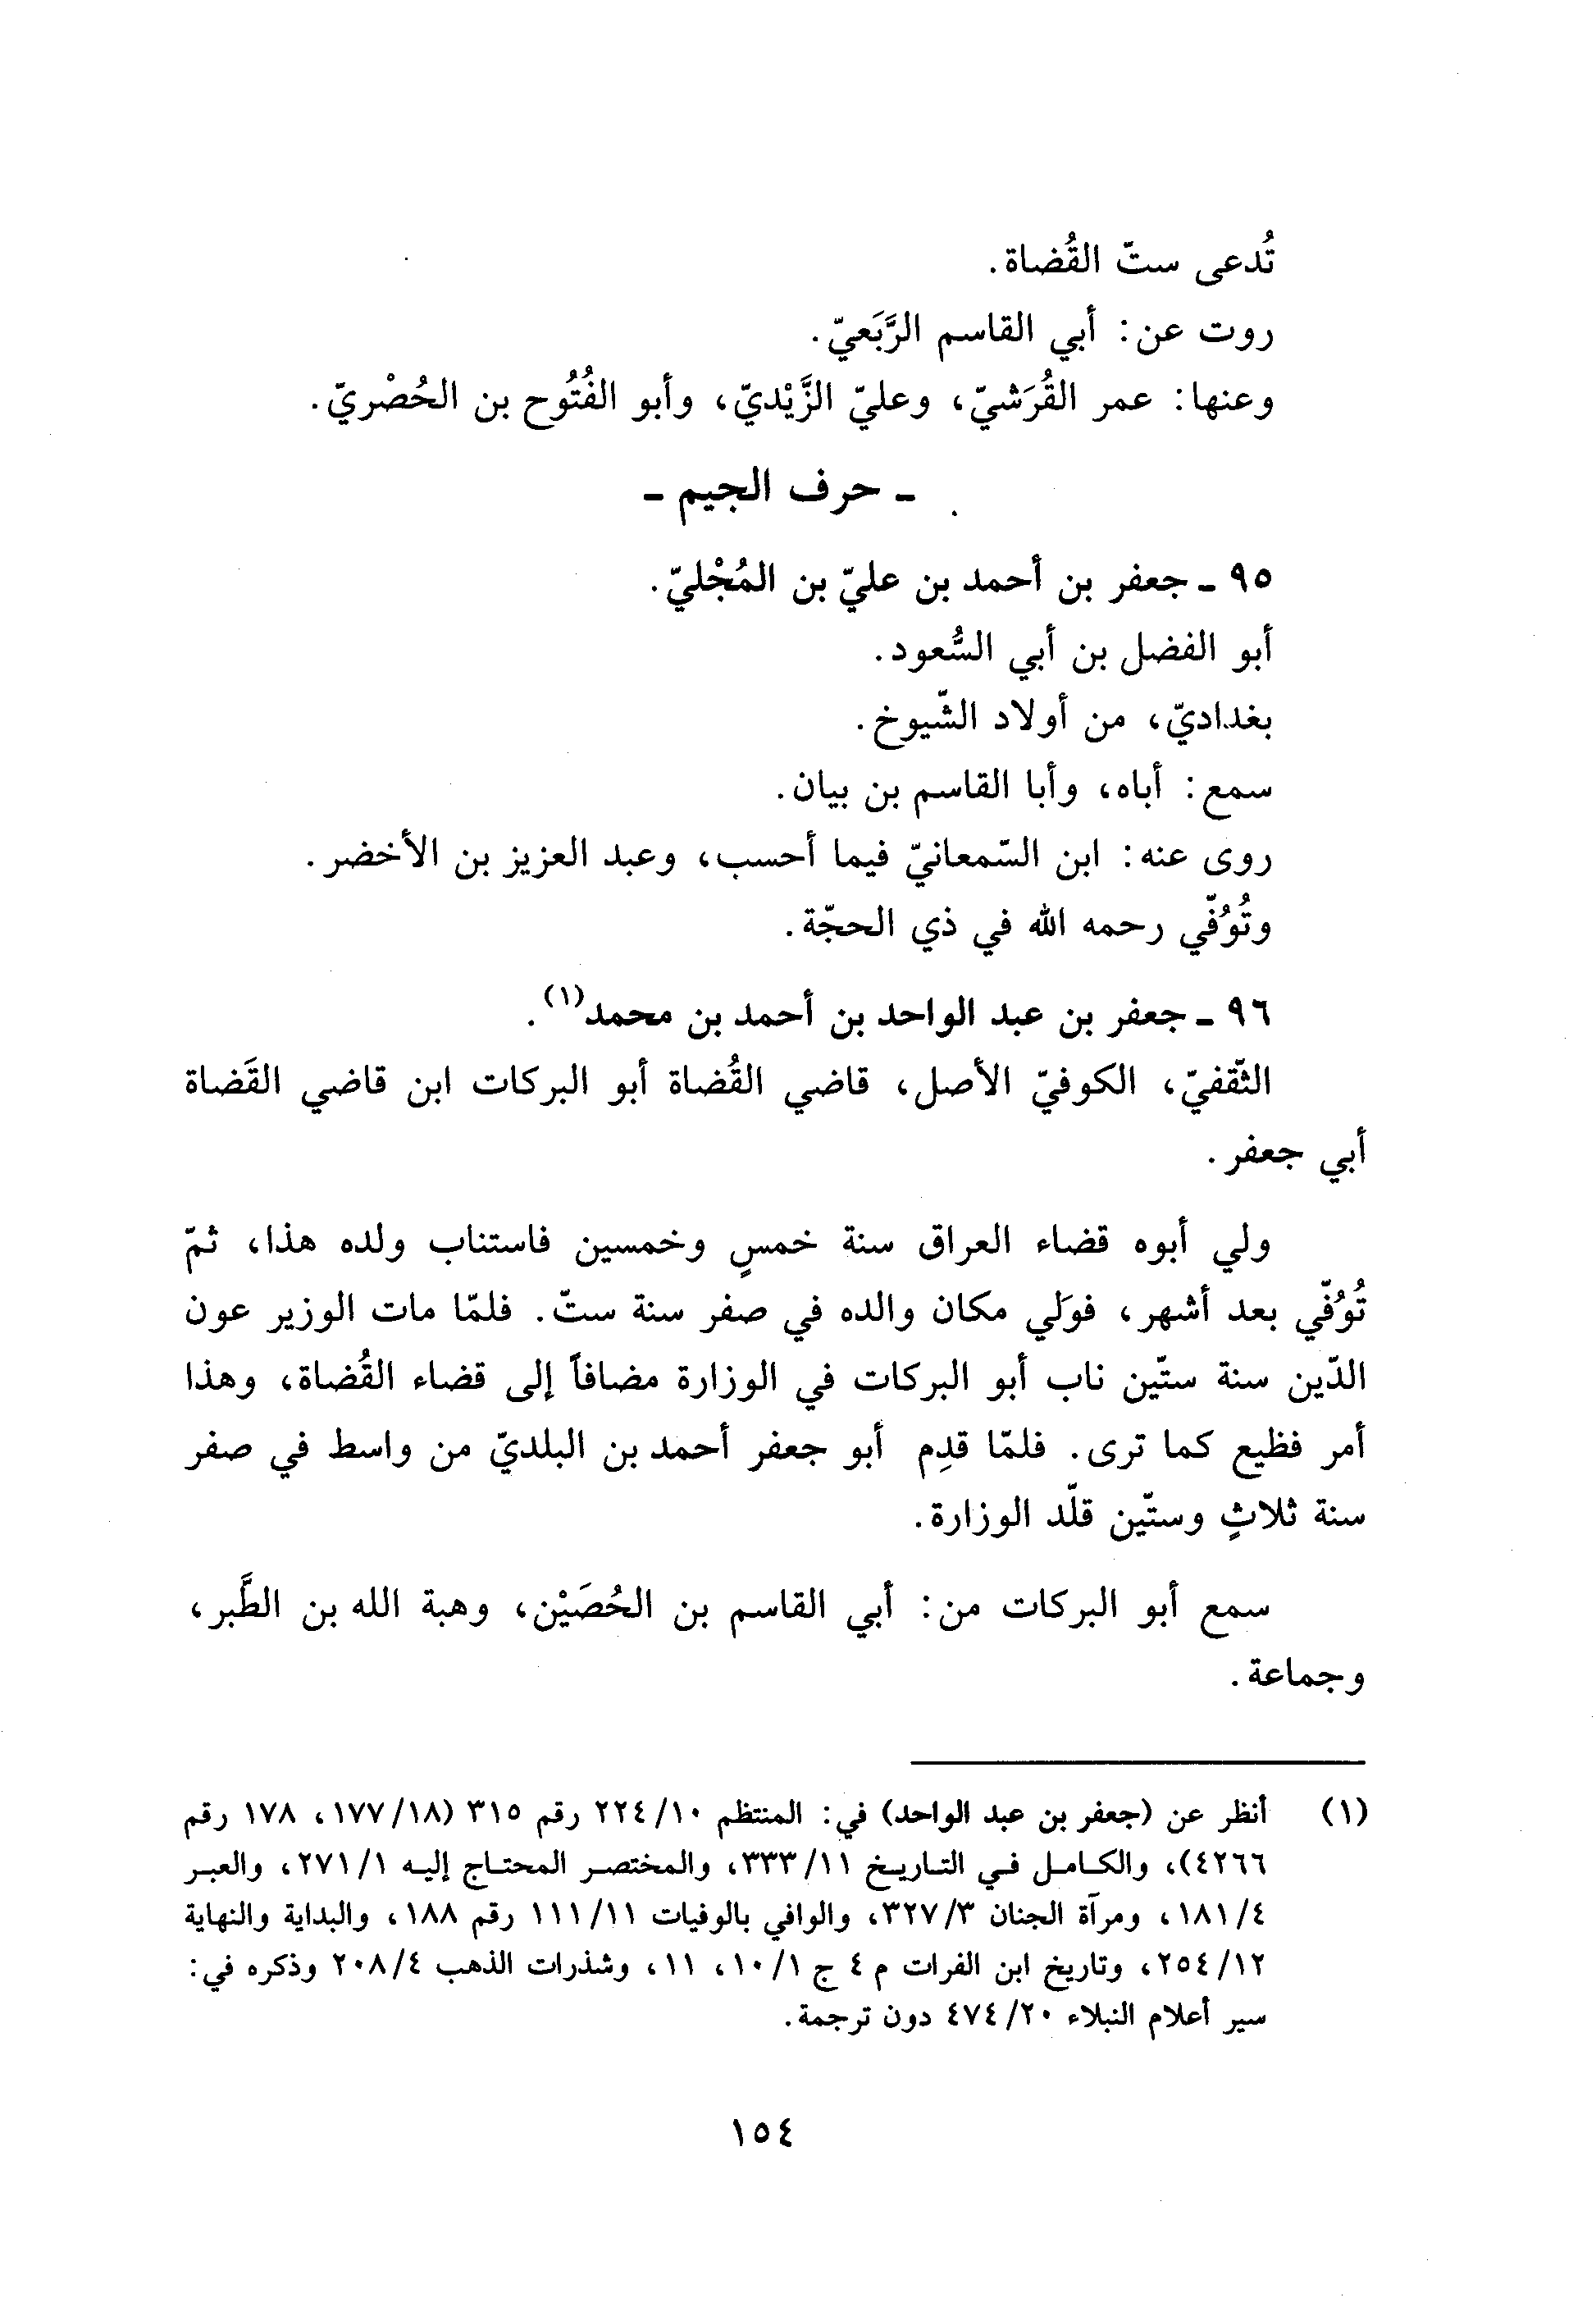 تُدعى ستّ القُضاة.
روت عن: أبي القاسم الرَّبَعيّ.
وعنها: عمر القُرَشيّ، وعليّ الزَّيْديّ، وأبو الفُتُوح بن الحُصْريّ.
- حرف الجيم -
٩٥ - جعفر بن أحمد بن عليّ بن المُجْليّ.
أبو الفضل بن أبي السُّعود.
بغداديّ، من أولاد الشّيوخ.
سمع: أباه، وأبا القاسم بن بيان.
روى عنه: ابن السّمعانيّ فيما أحسب، وعبد العزيز بن الأخضر.
وتُوُفّي رحمه الله في ذي الحجّة.
٩٦ - جعفر بن عبد الواحد بن أحمد بن محمد(١).
الثّقفيّ، الكوفيّ الأصل، قاضي القُضاة أبو البركات ابن قاضي القَضاة
أبي جعفر.
ولي أبوه قضاء العراق سنة خمسٍ وخمسين فاستناب ولده هذا، ثمّ
تُوُفّي بعد أشهر، فوَلي مكان والده في صفر سنة ستّ. فلمّا مات الوزير عون
الدّين سنة ستّين ناب أبو البركات في الوزارة مضافاً إلى قضاء القُضاة، وهذا
أمر فظيع كما ترى. فلمّا قدِم أبو جعفر أحمد بن البلديّ من واسط في صفر
سنة ثلاثٍ وستّين قلّد الوزارة.
سمع أبو البركات من: أبي القاسم بن الحُصَيْن، وهبة الله بن الطَّبر،
وجماعة.
(١) أنظر عن (جعفر بن عبد الواحد) في: المنتظم ٢٢٤/١٠ رقم ٣١٥ (١٧٧/١٨، ١٧٨ رقم
٤٢٦٦)، والكامل في التاريخ ٣٣٣/١١، والمختصر المحتاج إليه ٢٧١/١، والعبر
١٨١/٤، ومرآة الجنان ٣٢٧/٣، والوافي بالوفيات ١١١/١١ رقم ١٨٨، والبداية والنهاية
٢٥٤/١٢، وتاريخ ابن الفرات م ٤ ج ١٠/١، ١١، وشذرات الذهب ٢٠٨/٤ وذكره في:
سير أعلام النبلاء ٤٧٤/٢٠ دون ترجمة.
١٥٤